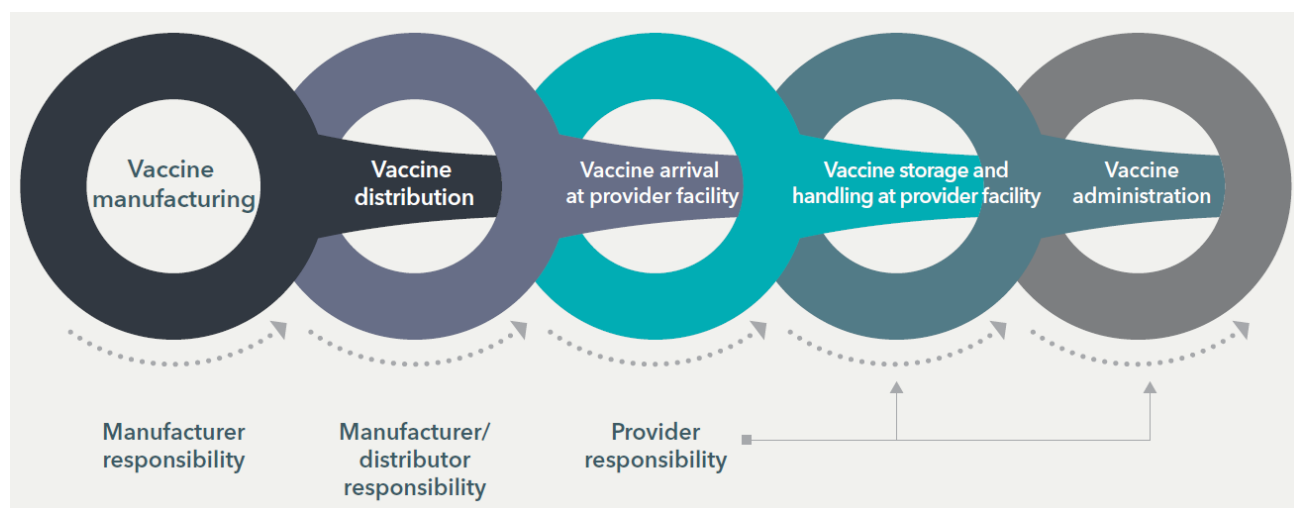 Vaccine
manufacturing
Vaccine
distribution
Vaccine arrival
at provider facility
Vaccine storage and
handling at provider facility
Vaccine
administration
Manufacturer
responsibility
Manufacturer/
distributor
responsibility
Provider
responsibility